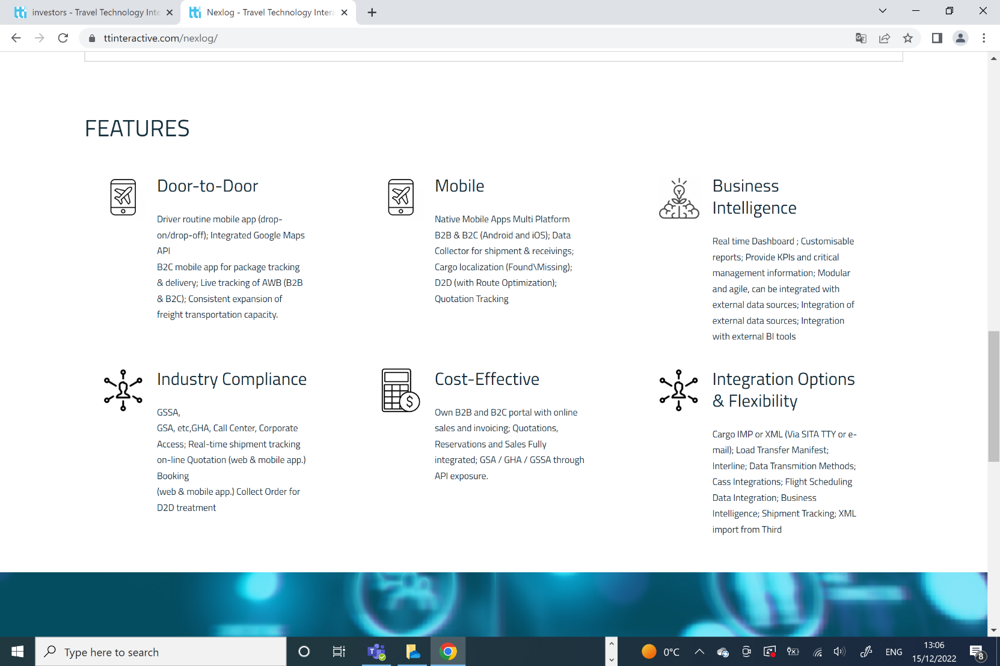 investors - Travel Technology Inte
Nexlog - Travel Technology Intera
ttinteractive.com/nexlog/
FEATURES
Door-to-Door
Driver routine mobile app (drop-
on/drop-off); Integrated Google Maps
API
B2C mobile app for package tracking
& delivery; Live tracking of AWB (B2B
& B2C); Consistent expansion of
freight transportation capacity.
Mobile
Native Mobile Apps Multi Platform
B2B & B2C (Android and iOS); Data
Collector for shipment & receivings;
Cargo localization (Found\Missing);
D2D (with Route Optimization);
Quotation Tracking
Business
Intelligence
Real time Dashboard ; Customisable
reports; Provide KPIs and critical
management information; Modular
and agile, can be integrated with
external data sources; Integration of
external data sources; Integration
with external BI tools
Industry Compliance
GSSA,
GSA, etc,GHA, Call Center, Corporate
Access; Real-time shipment tracking
on-line Quotation (web & mobile app.)
Booking
(web & mobile app.) Collect Order for
D2D treatment
Cost-Effective
Own B2B and B2C portal with online
sales and invoicing; Quotations,
Reservations and Sales Fully
integrated; GSA / GHA / GSSA through
API exposure.
Integration Options
& Flexibility
Cargo IMP or XML (Via SITA TTY or e-
mail); Load Transfer Manifest;
Interline; Data Transmition Methods;
Cass Integrations; Flight Scheduling
Data Integration; Business
Intelligence; Shipment Tracking; XML
import from Third
Type here to search
0°C
ENG
13:06
15/12/2022
8